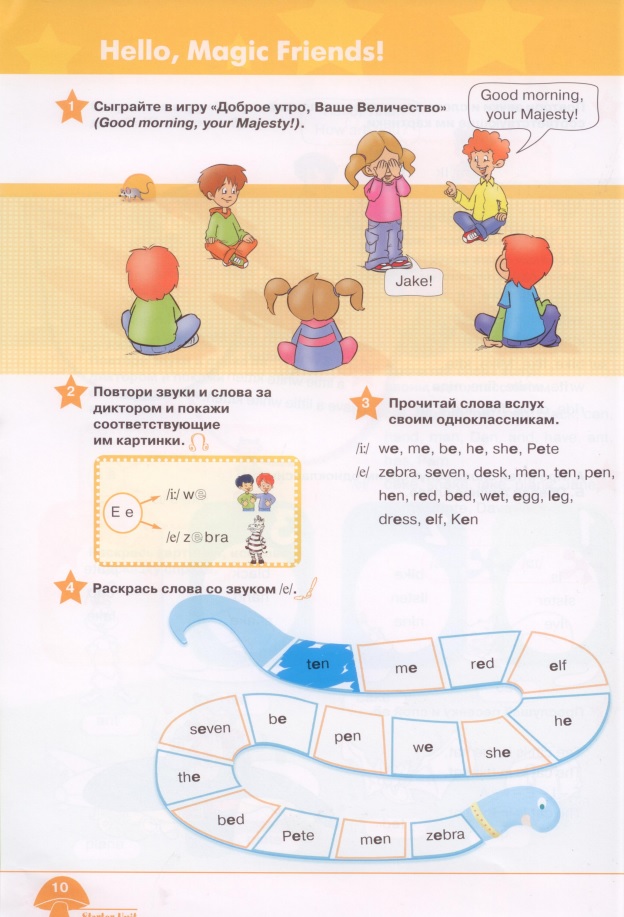 Hello, Magic Friends!
1 Сыграйте в игру «Доброе утро, Ваше Величество»
(Good morning, your Majesty!).
Good morning,
your Majesty!
Jake!
2 Повтори звуки и слова за
диктором и покажи
соответствующие
им картинки.
E e
/i:/ we
/e/ zebra
3 Прочитай слова вслух
своим одноклассникам.
/i:/ we, me, be, he, she, Pete
/e/ zebra, seven, desk, men, ten, pen,
hen, red, bed, wet, egg, leg,
dress, elf, Ken
4 Раскрась слова со звуком /e/.
ten
me
red
elf
he
she
we
pen
be
seven
the
bed
Pete
men
zebra
10
Starter Unit